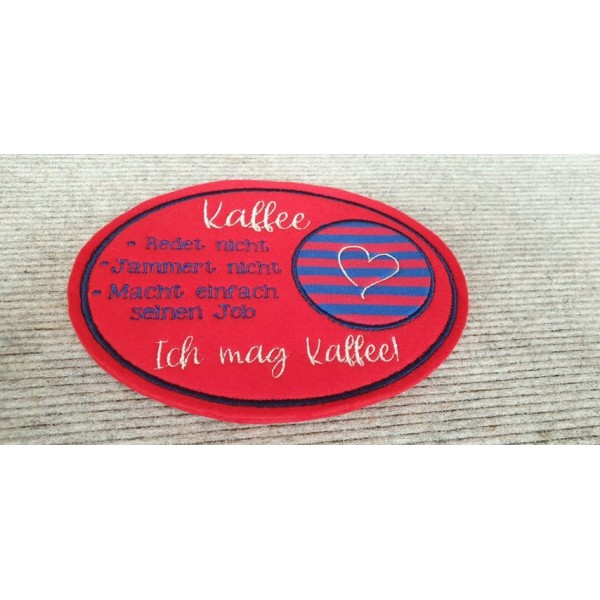 Kaffee
- Redet nicht
- Jammert nicht
- Macht einfach
seinen Job
Ich mag Kaffee!